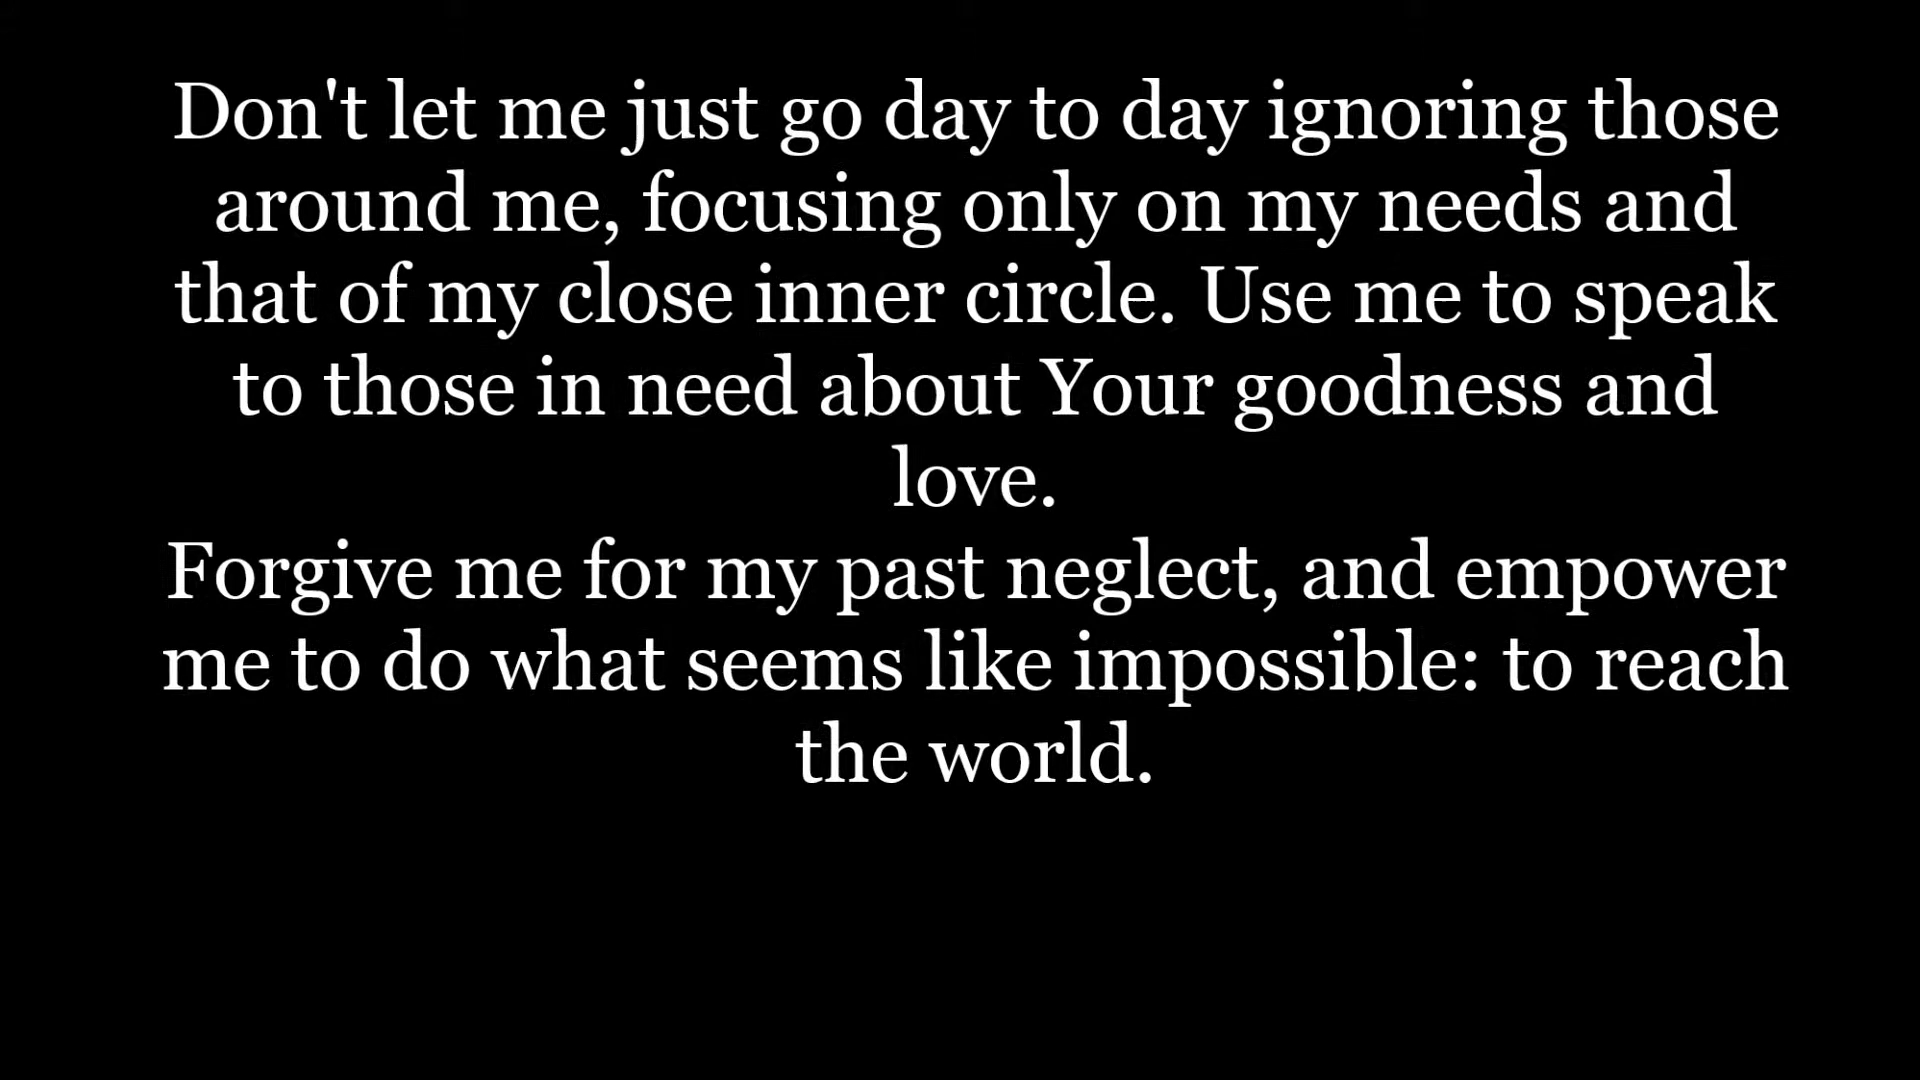 Don't let me just go day to day ignoring those
around me, focusing only on my needs and
that of my close inner circle. Use me to speak
to those in need about Your goodness and
love.
Forgive me for my past neglect, and empower
me to do what seems like impossible: to reach
the world.